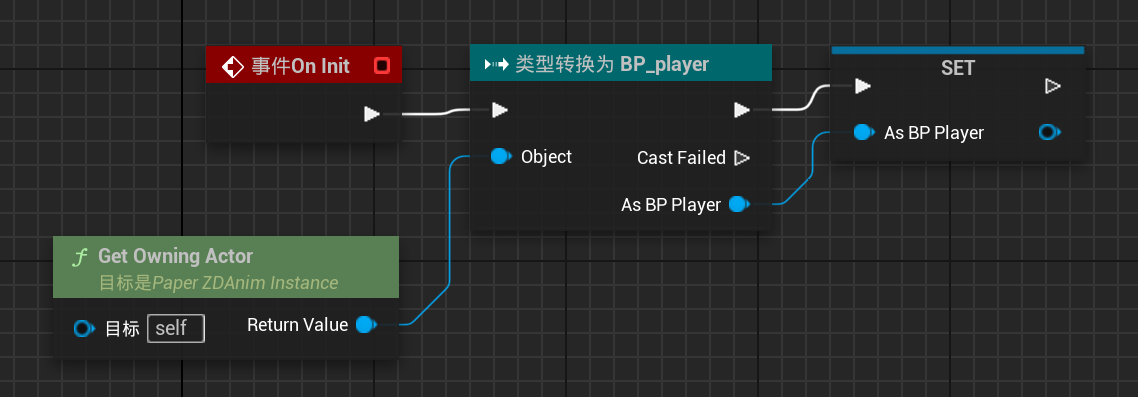 事件On Init
类型转换为 BP_player
Object
Cast Failed
As BP Player
SET
As BP Player
Get Owning Actor
目标是Paper ZDAnim Instance
目标 self
Return Value